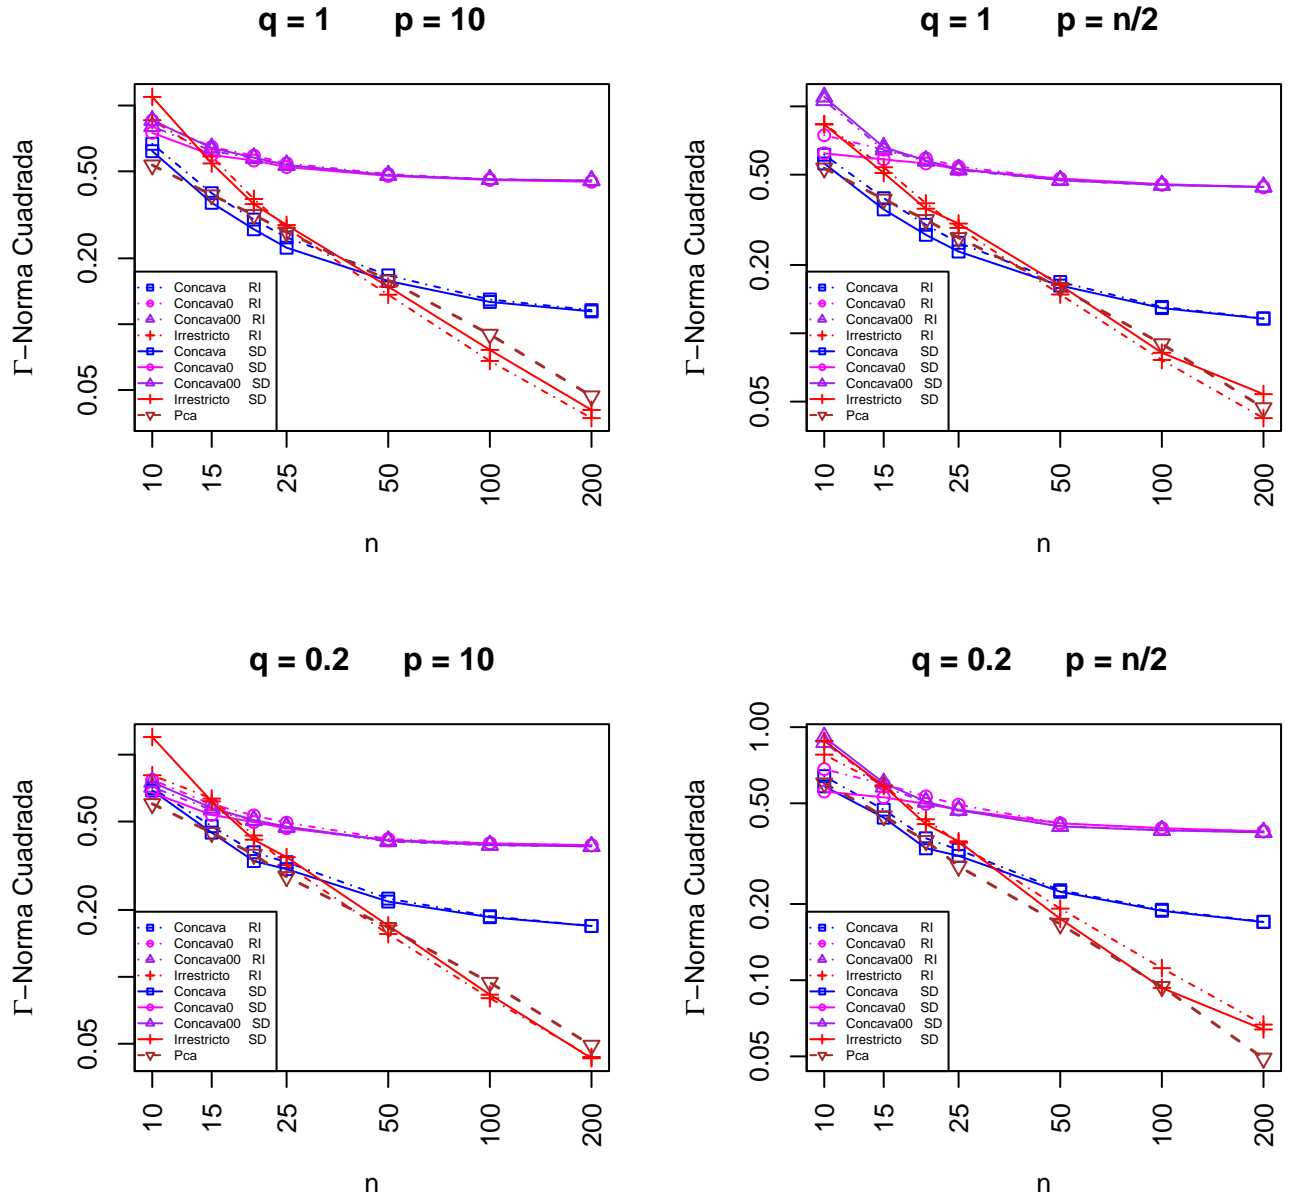 q = 1 p = 10
Γ−Norma Cuadrada
0.50
0.20
0.05
Concava RI
Concava0 RI
Concava00 RI
Irrestricto RI
Concava SD
Concava0 SD
Concava00 SD
Irrestricto SD
Pca
10 15 25 50 100 200
n
q = 1 p = n/2
Γ−Norma Cuadrada
0.50
0.20
0.05
Concava RI
Concava0 RI
Concava00 RI
Irrestricto RI
Concava SD
Concava0 SD
Concava00 SD
Irrestricto SD
Pca
10 15 25 50 100 200
n
q = 0.2 p = 10
Γ−Norma Cuadrada
0.50
0.20
0.05
Concava RI
Concava0 RI
Concava00 RI
Irrestricto RI
Concava SD
Concava0 SD
Concava00 SD
Irrestricto SD
Pca
10 15 25 50 100 200
n
q = 0.2 p = n/2
Γ−Norma Cuadrada
1.00
0.50
0.20
0.10
0.05
Concava RI
Concava0 RI
Concava00 RI
Irrestricto RI
Concava SD
Concava0 SD
Concava00 SD
Irrestricto SD
Pca
10 15 25 50 100 200
n